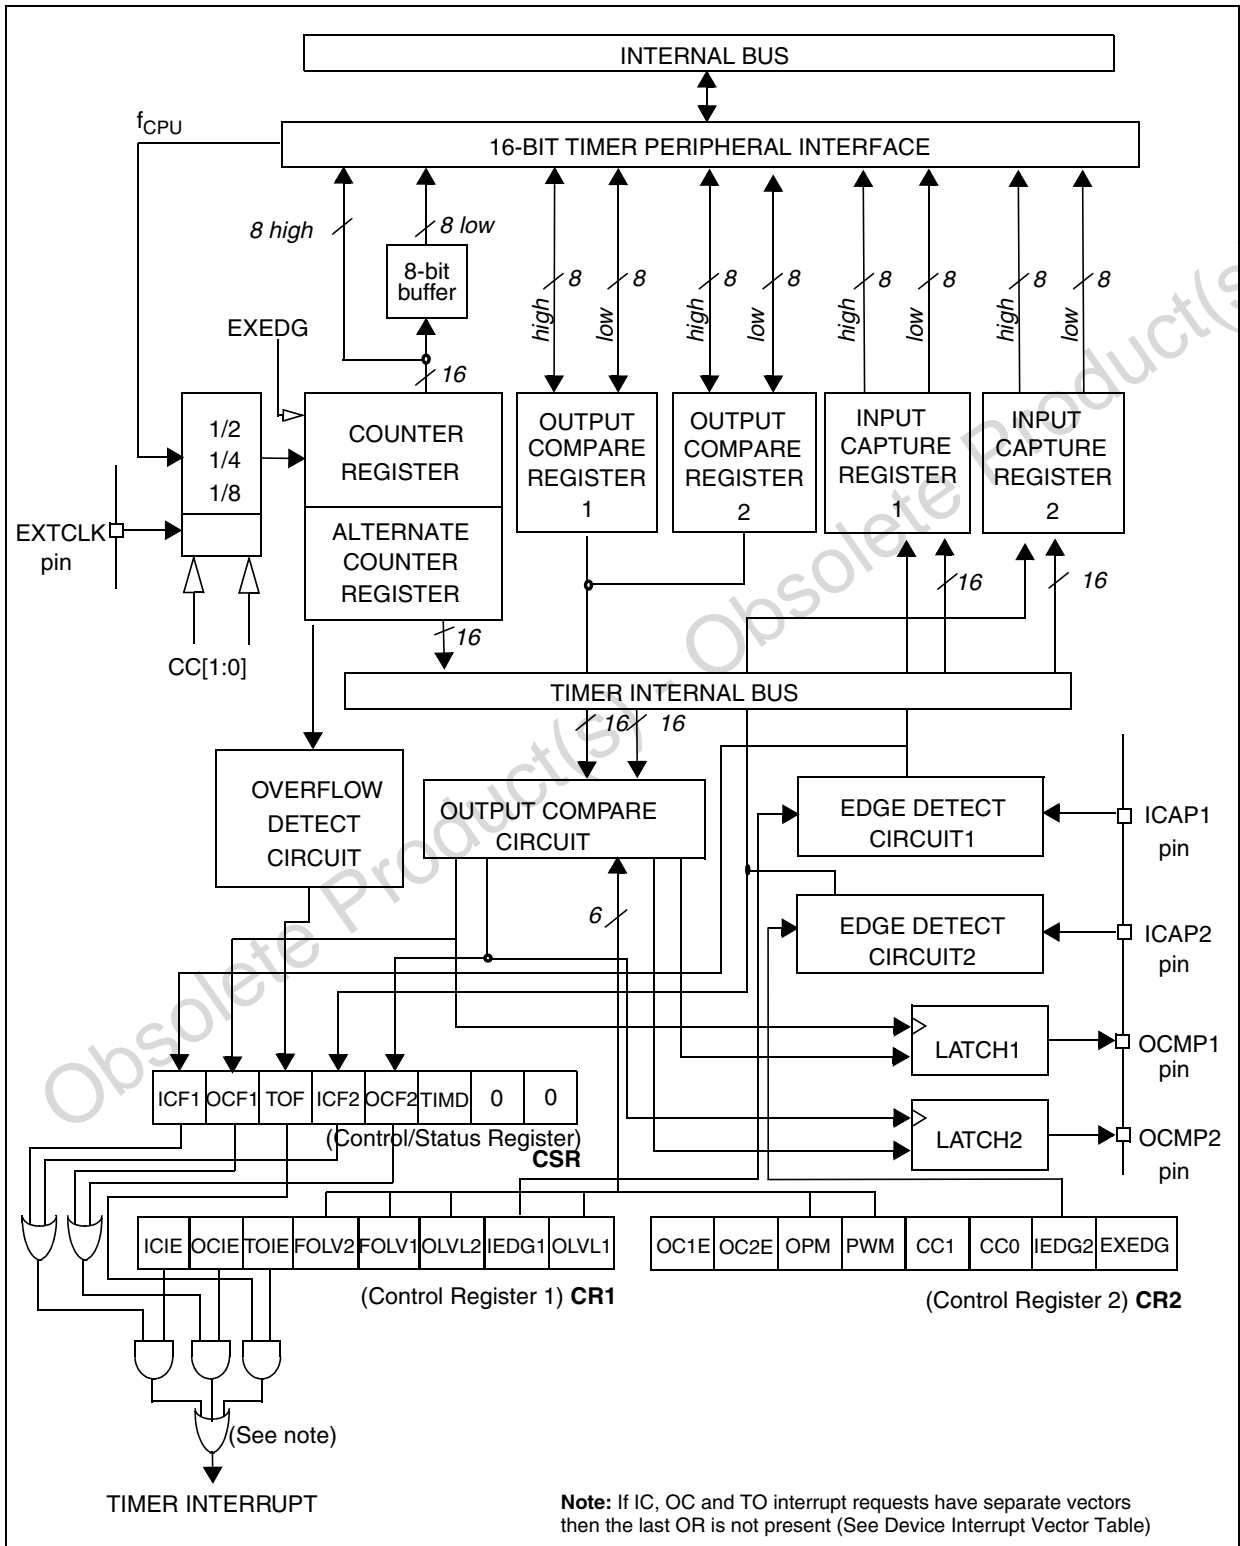 INTERNAL BUS
fCPU
16-BIT TIMER PERIPHERAL INTERFACE
8 high
8 low
8-bit
buffer
high
8
low
8
high
8
low
8
high
8
low
8
high
8
low
8
EXEDG
16
1/2
1/4
1/8
COUNTER
REGISTER
ALTERNATE
COUNTER
REGISTER
OUTPUT
COMPARE
REGISTER
1
OUTPUT
COMPARE
REGISTER
2
INPUT
CAPTURE
REGISTER
1
INPUT
CAPTURE
REGISTER
2
EXTCLK
pin
CC[1:0]
16
16
16
TIMER INTERNAL BUS
16
16
OVERFLOW
DETECT
CIRCUIT
OUTPUT COMPARE
CIRCUIT
6
EDGE DETECT
CIRCUIT1
ICAP1
pin
EDGE DETECT
CIRCUIT2
ICAP2
pin
LATCH1
OCMP1
pin
LATCH2
OCMP2
pin
ICF1 OCF1 TOF ICF2 OCF2 TIMD 0 0
(Control/Status Register)
CSR
ICIE OCIE TOIE FOLV2 FOLV1 OLVL2 IEDG1 OLVL1
(Control Register 1) CR1
OC1E OC2E OPM PWM CC1 CC0 IEDG2 EXEDG
(Control Register 2) CR2
(See note)
TIMER INTERRUPT
Note: If IC, OC and TO interrupt requests have separate vectors
then the last OR is not present (See Device Interrupt Vector Table)
Obsolete Product(s) - Obsolete Product(s